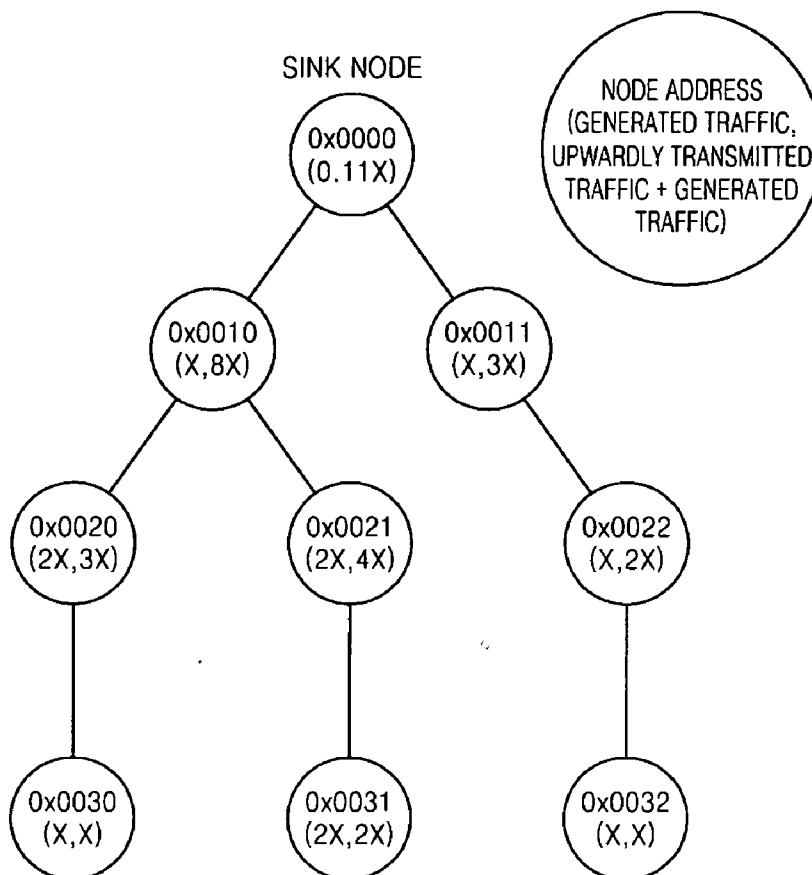 SINK NODE
0x0000
(0.11X)
NODE ADDRESS
(GENERATED TRAFFIC,
UPWARDLY TRANSMITTED
TRAFFIC + GENERATED
TRAFFIC)
0x0010
(X,8X)
0x0011
(X,3X)
0x0020
(2X,3X)
0x0021
(2X,4X)
0x0022
(X,2X)
0x0030
(X,X)
0x0031
(2X,2X)
0x0032
(X,X)